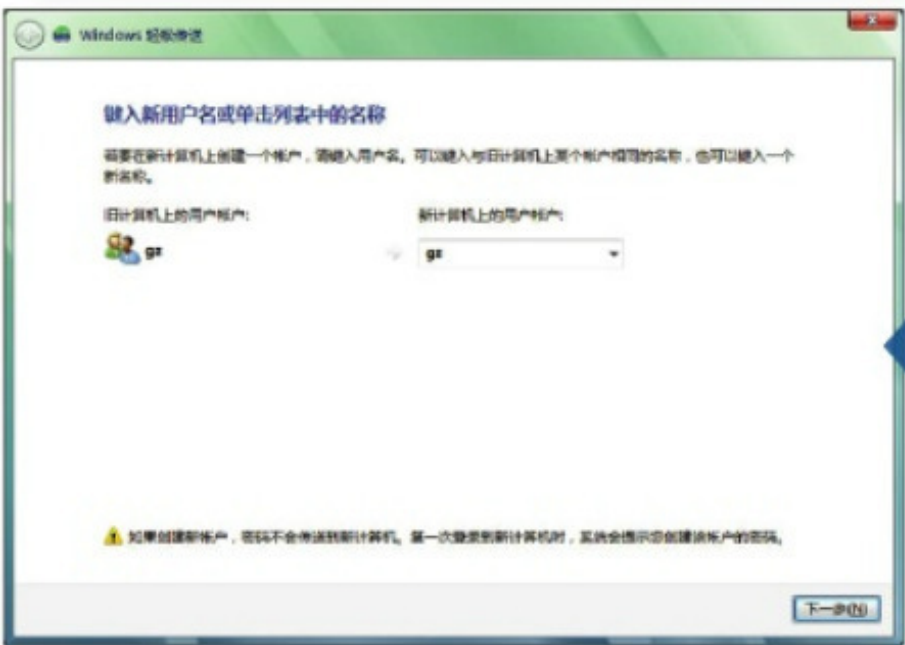 Windows 轻松传送
键入新用户名或单击列表中的名称
若要在新计算机上创建一个帐户，请键入用户名。可以键入与旧计算机上某个帐户相同的名称，也可以键入一个
新名称。
旧计算机上的用户帐户:
新计算机上的用户帐户:
gz
gz
如果创建新帐户，密码不会传送到新计算机。第一次登录到新计算机时，系统会提示您创建该帐户的密码。
下一步(N)